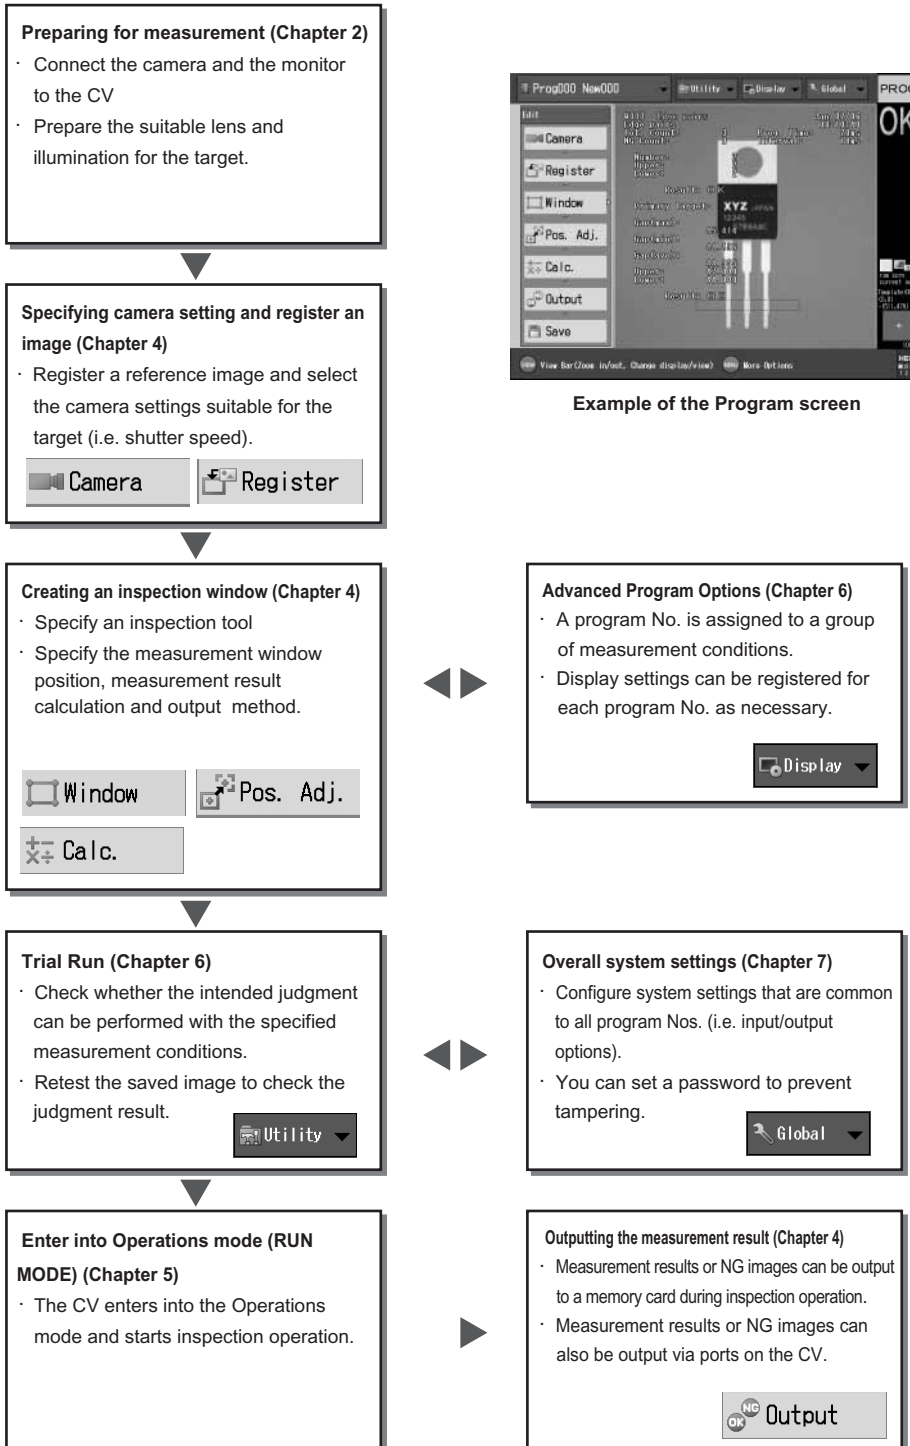 Preparing for measurement (Chapter 2)
· Connect the camera and the monitor
to the CV
· Prepare the suitable lens and
illumination for the target.
Specifying camera setting and register an
image (Chapter 4)
· Register a reference image and select
the camera settings suitable for the
target (i.e. shutter speed).
Camera
Register
Creating an inspection window (Chapter 4)
· Specify an inspection tool
· Specify the measurement window
position, measurement result
calculation and output method.
Window
Pos. Adj.
Calc.
Trial Run (Chapter 6)
· Check whether the intended judgment
can be performed with the specified
measurement conditions.
· Retest the saved image to check the
judgment result.
Utility
Enter into Operations mode (RUN
MODE) (Chapter 5)
· The CV enters into the Operations
mode and starts inspection operation.
Prog000 New000
Utility
Display
Global
Edit
Camera
Register
Window
Pos. Adj.
Calc.
Output
Save
XYZ JAPAN
12345
View Bar(Zoom in/out, Change display/view)
More Options
OK
Example of the Program screen
Advanced Program Options (Chapter 6)
· A program No. is assigned to a group
of measurement conditions.
· Display settings can be registered for
each program No. as necessary.
Display
Overall system settings (Chapter 7)
· Configure system settings that are common
to all program Nos. (i.e. input/output
options).
· You can set a password to prevent
tampering.
Global
Outputting the measurement result (Chapter 4)
· Measurement results or NG images can be output
to a memory card during inspection operation.
· Measurement results or NG images can
also be output via ports on the CV.
NG
OK
Output